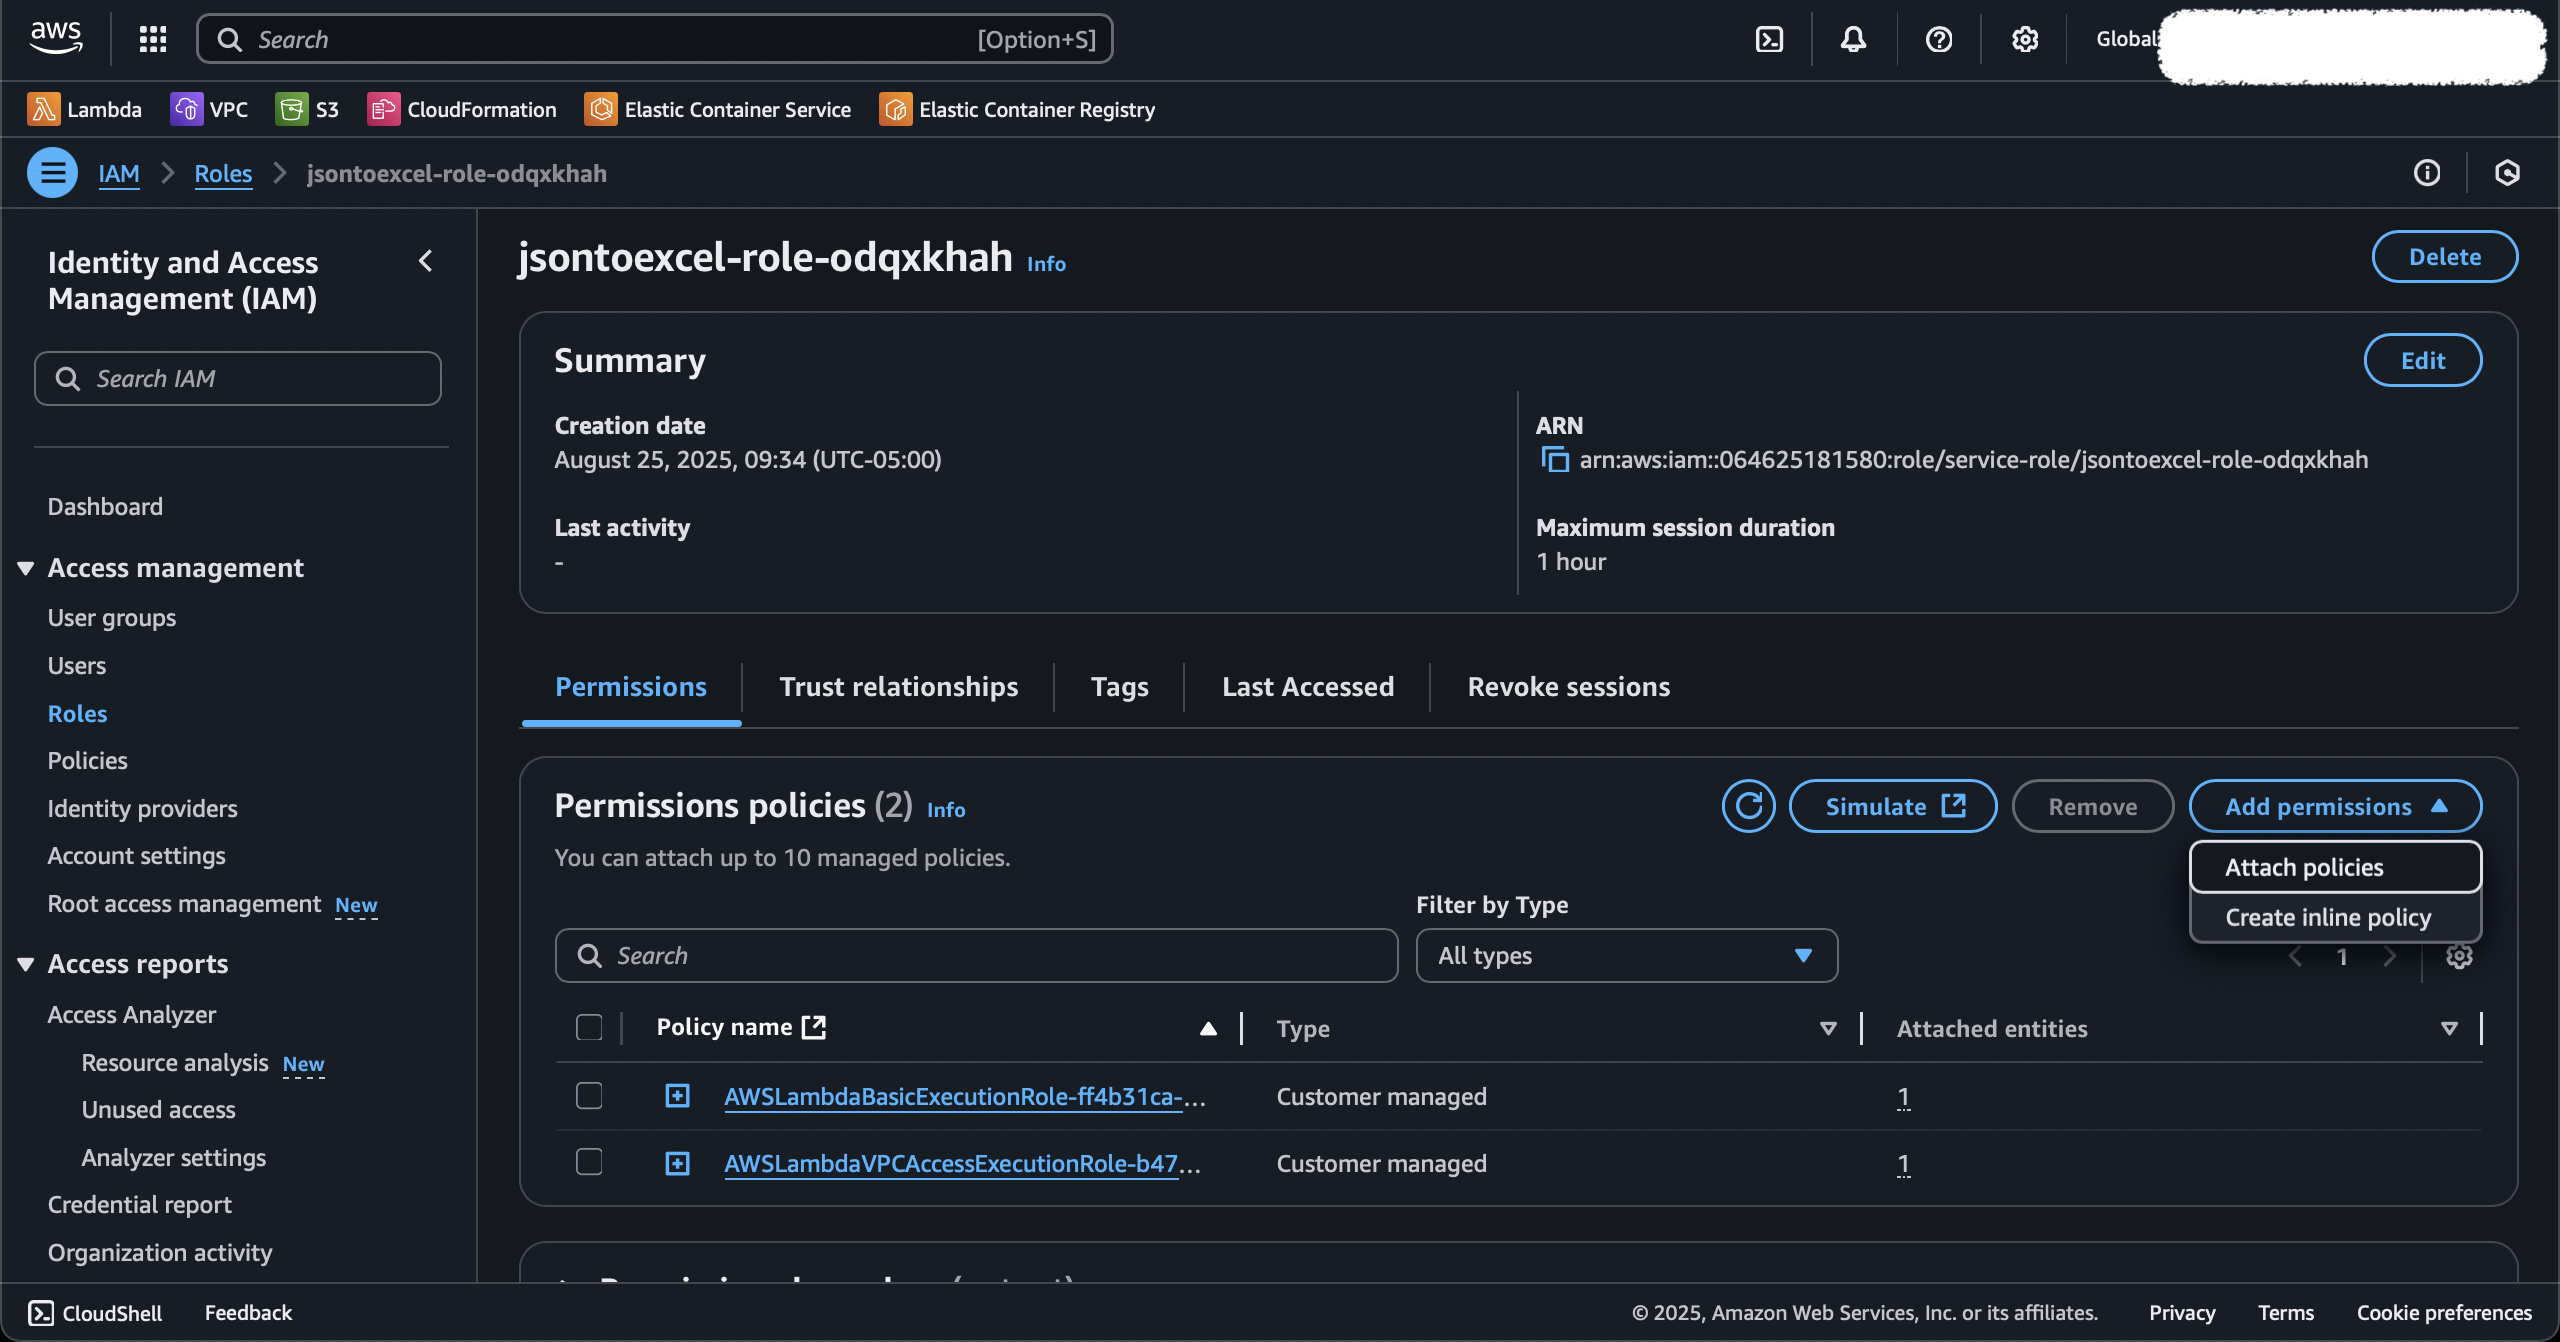 aws
Search
[Option+S]
Global
Lambda
VPC
S3
CloudFormation
Elastic Container Service
Elastic Container Registry
IAM
Roles
jsontoexcel-role-odqxkhah
Identity and Access
Management (IAM)
Search IAM
Dashboard
Access management
User groups
Users
Roles
Policies
Identity providers
Account settings
Root access management New
Access reports
Access Analyzer
Resource analysis New
Unused access
Analyzer settings
Credential report
Organization activity
jsontoexcel-role-odqxkhah Info
Delete
Summary
Edit
Creation date
August 25, 2025, 09:34 (UTC-05:00)
ARN
arn:aws:iam::064625181580:role/service-role/jsontoexcel-role-odqxkhah
Last activity
-
Maximum session duration
1 hour
Permissions
Trust relationships
Tags
Last Accessed
Revoke sessions
Permissions policies (2) Info
Simulate
Remove
Add permissions
You can attach up to 10 managed policies.
Attach policies
Create inline policy
Filter by Type
Search
All types
1
Policy name
Type
Attached entities
AWSLambdaBasicExecutionRole-ff4b31ca-...
Customer managed
1
AWSLambdaVPCAccessExecutionRole-b47...
Customer managed
1
CloudShell
Feedback
© 2025, Amazon Web Services, Inc. or its affiliates.
Privacy
Terms
Cookie preferences